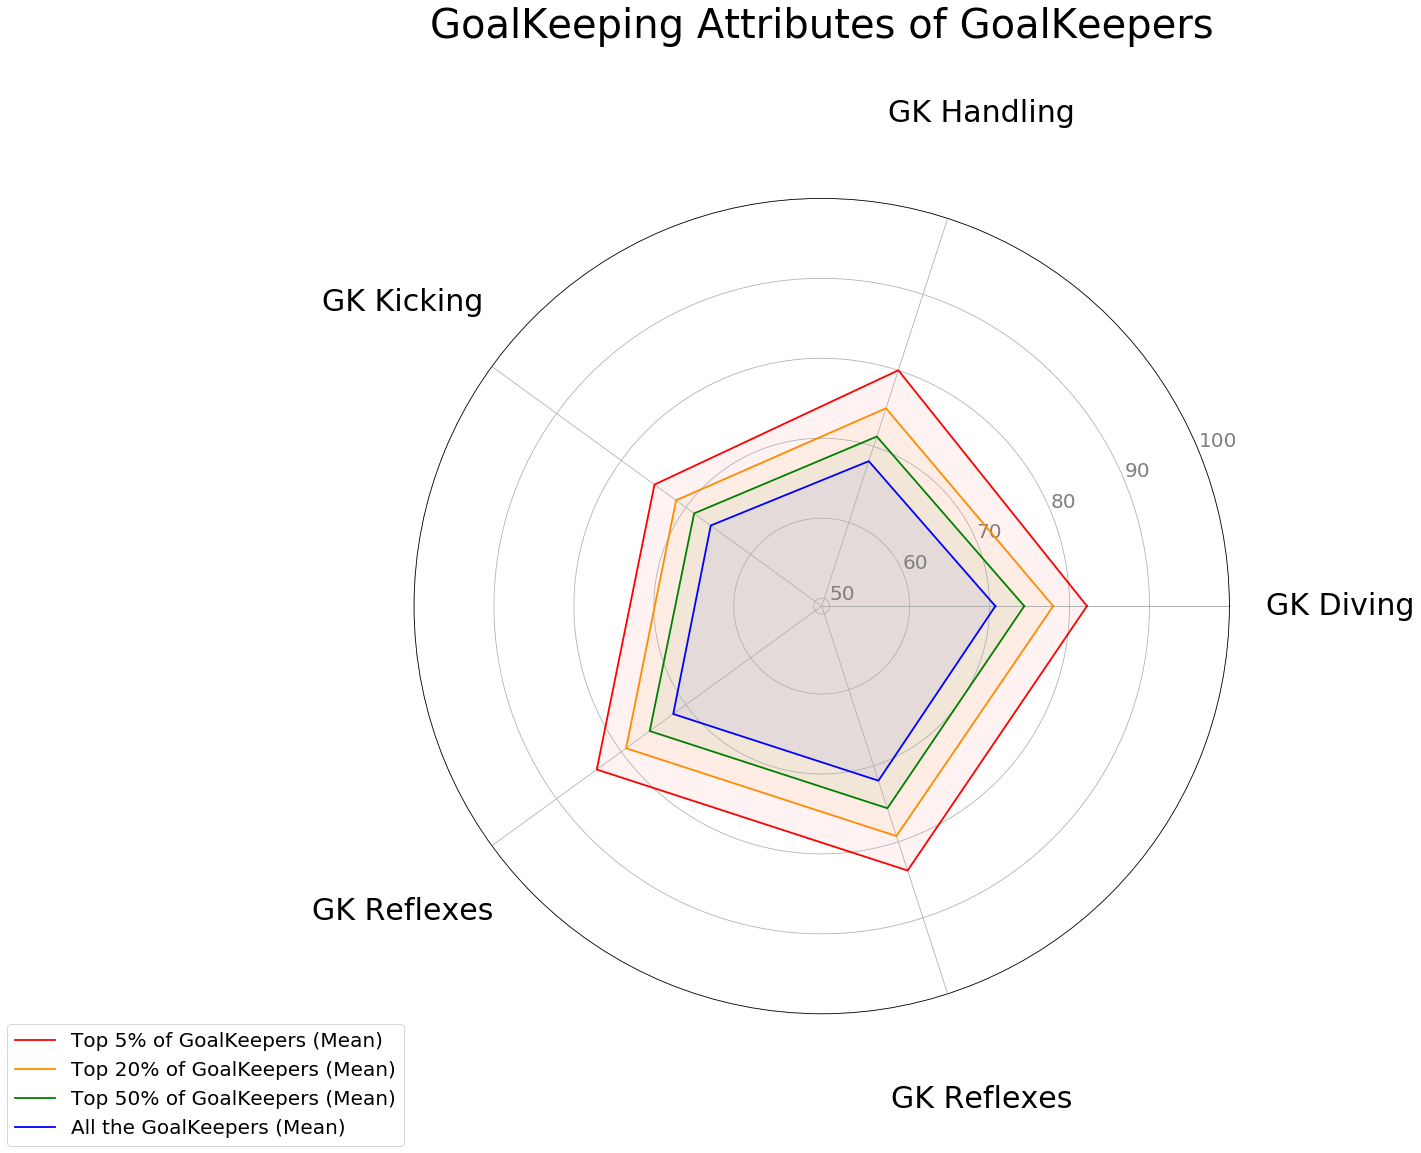 GoalKeeping Attributes of GoalKeepers
GK Handling
GK Kicking
100
90
80
70
60
50
GK Diving
GK Reflexes
GK Reflexes
Top 5% of GoalKeepers (Mean)
Top 20% of GoalKeepers (Mean)
Top 50% of GoalKeepers (Mean)
All the GoalKeepers (Mean)